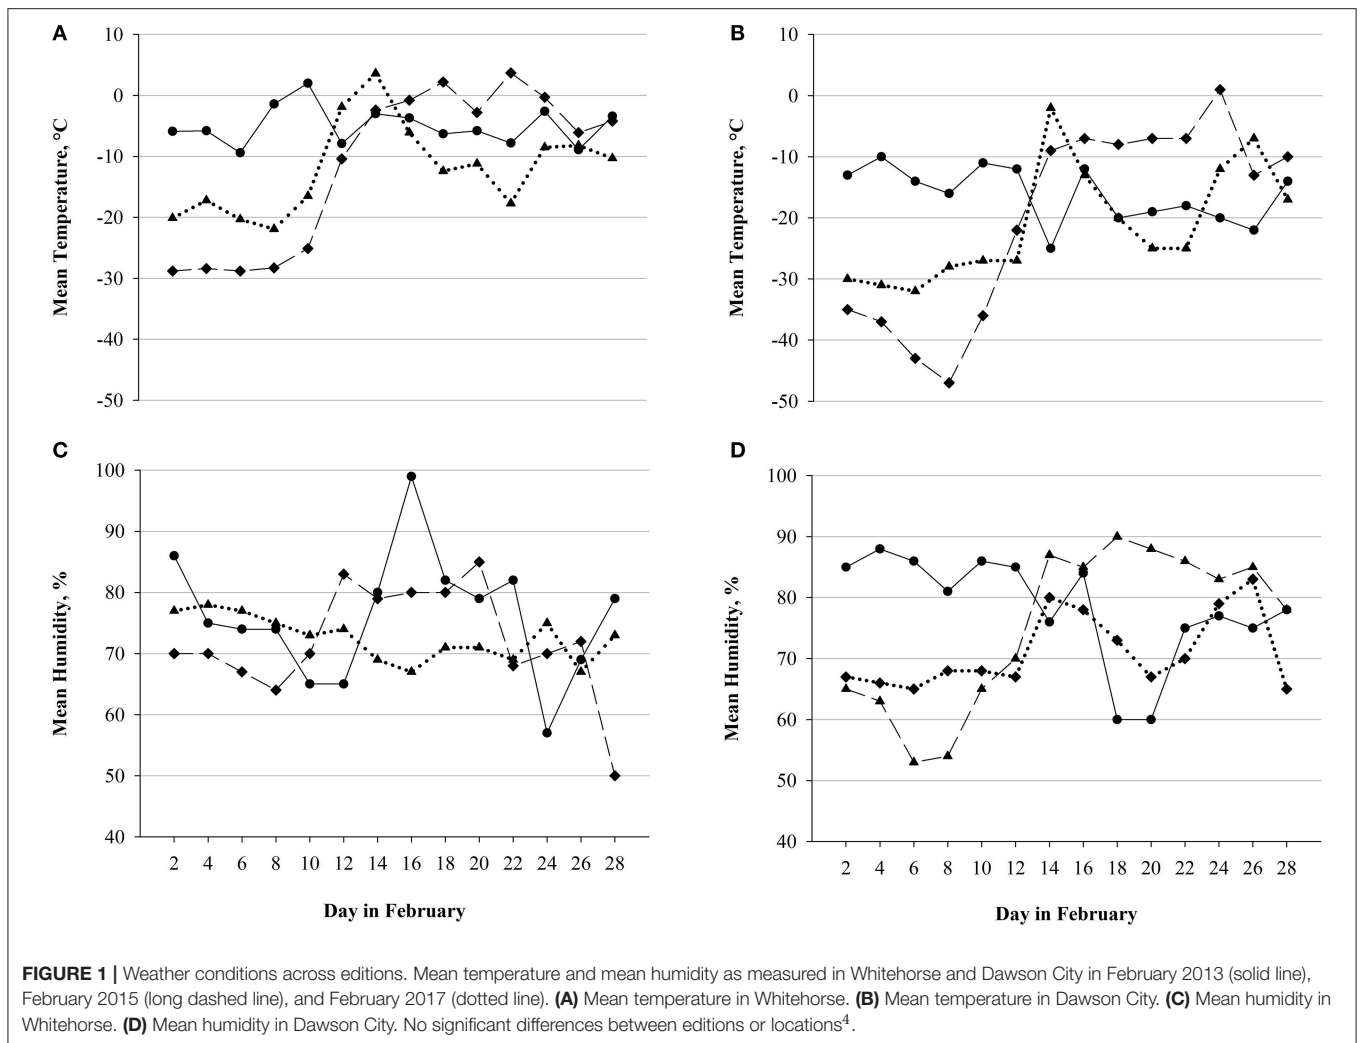 A
10
0
-10
-20
-30
-40
-50
Mean Temperature, °C
B
10
0
-10
-20
-30
-40
-50
Mean Temperature, °C
C
100
90
80
70
60
50
40
Mean Humidity, %
2 4 6 8 10 12 14 16 18 20 22 24 26 28
Day in February
D
100
90
80
70
60
50
40
Mean Humidity, %
2 4 6 8 10 12 14 16 18 20 22 24 26 28
Day in February
FIGURE 1 | Weather conditions across editions. Mean temperature and mean humidity as measured in Whitehorse and Dawson City in February 2013 (solid line),
February 2015 (long dashed line), and February 2017 (dotted line). (A) Mean temperature in Whitehorse. (B) Mean temperature in Dawson City. (C) Mean humidity in
Whitehorse. (D) Mean humidity in Dawson City. No significant differences between editions or locations⁴.